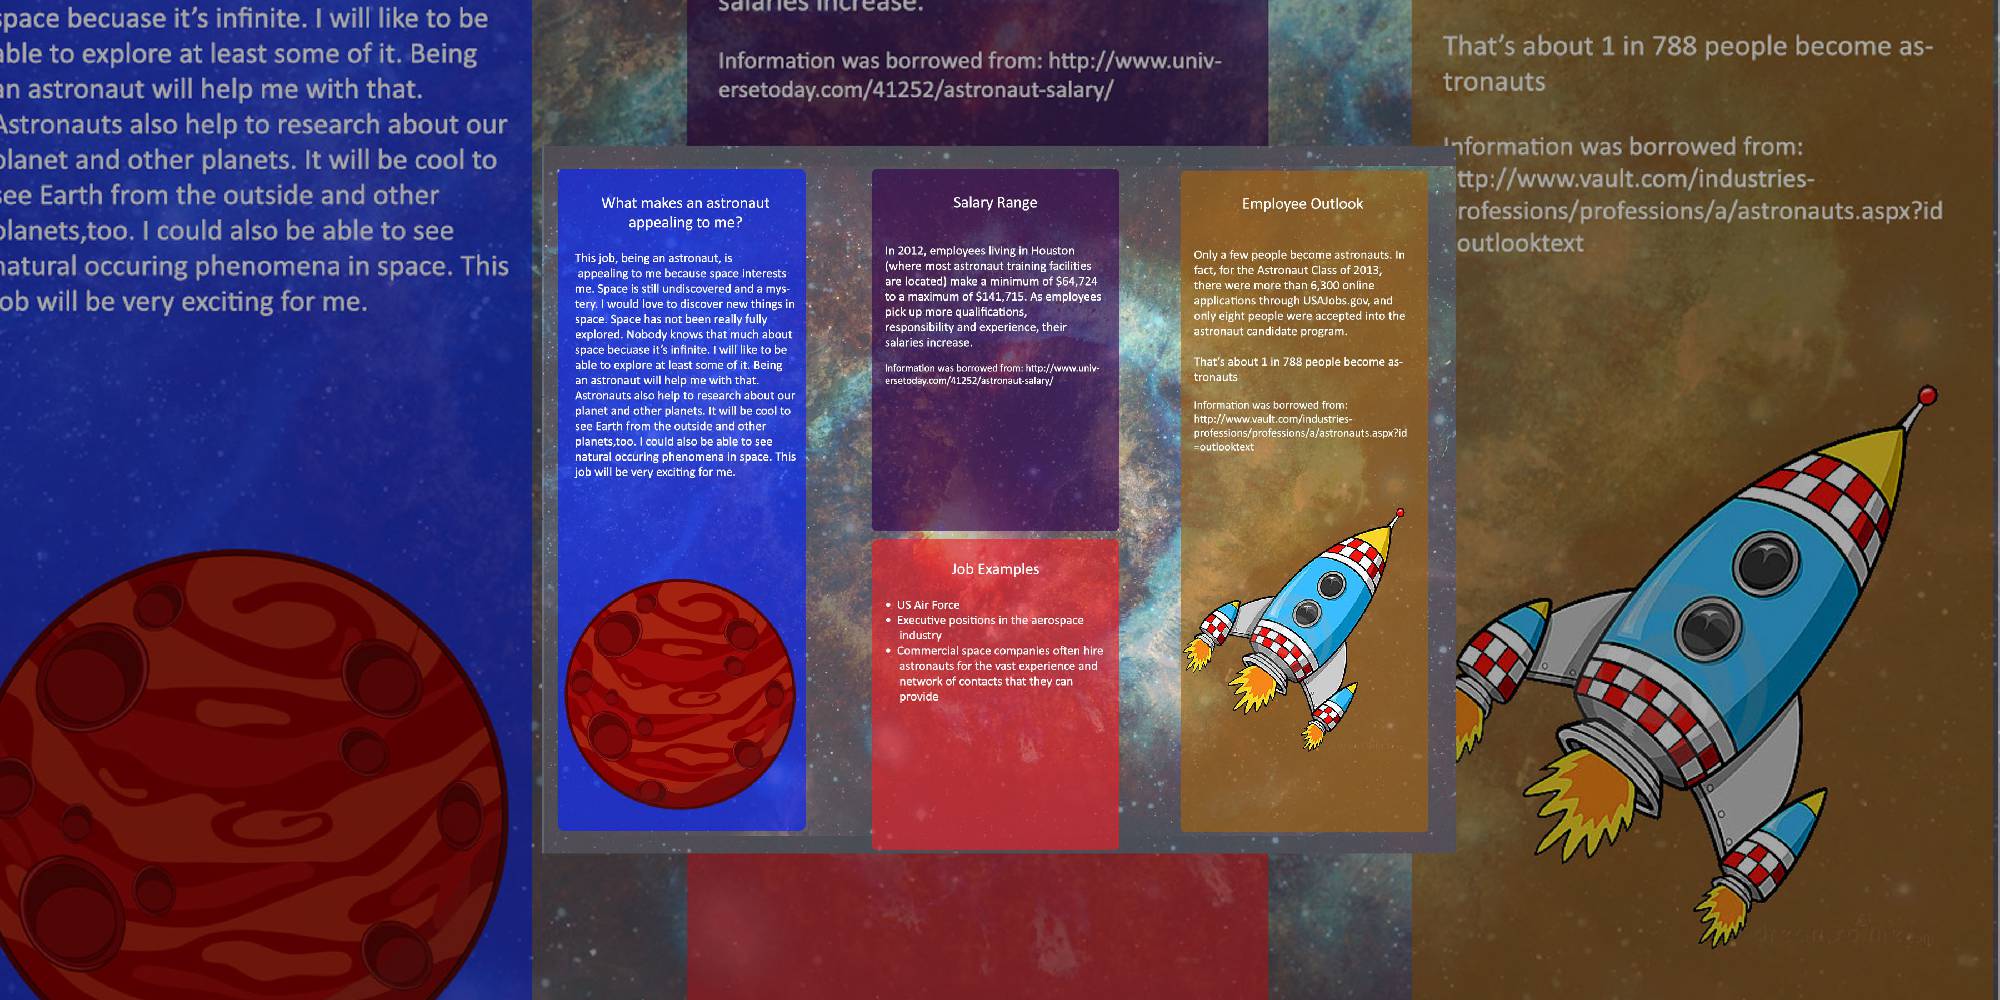 space becuase it's infinite. I will like to be
able to explore at least some of it. Being
an astronaut will help me with that.
Astronauts also help to research about our
planet and other planets. It will be cool to
see Earth from the outside and other
planets,too. I could also be able to see
natural occuring phenomena in space. This
job will be very exciting for me.
salaries increase.
Information was borrowed from: http://www.univ-
ersetoday.com/41252/astronaut-salary/
That's about 1 in 788 people become as-
tronauts
Information was borrowed from:
http://www.vault.com/industries-
professions/professions/a/astronauts.aspx?id
=outlooktext
What makes an astronaut
appealing to me?
This job, being an astronaut, is
appealing to me because space interests
me. Space is still undiscovered and a mys-
tery. I would love to discover new things in
space. Space has not been really fully
explored. Nobody knows that much about
space becuase it's infinite. I will like to be
able to explore at least some of it. Being
an astronaut will help me with that.
Astronauts also help to research about our
planet and other planets. It will be cool to
see Earth from the outside and other
planets,too. I could also be able to see
natural occuring phenomena in space. This
job will be very exciting for me.
Salary Range
In 2012, employees living in Houston
(where most astronaut training facilities
are located) make a minimum of $64,724
to a maximum of $141,715. As employees
pick up more qualifications,
responsibility and experience, their
salaries increase.
Information was borrowed from: http://www.univ-
ersetoday.com/41252/astronaut-salary/
Job Examples
• US Air Force
• Executive positions in the aerospace
industry
• Commercial space companies often hire
astronauts for the vast experience and
network of contacts that they can
provide
Employee Outlook
Only a few people become astronauts. In
fact, for the Astronaut Class of 2013,
there were more than 6,300 online
applications through USAJobs.gov, and
only eight people were accepted into the
astronaut candidate program.
That's about 1 in 788 people become as-
tronauts
Information was borrowed from:
http://www.vault.com/industries-
professions/professions/a/astronauts.aspx?id
=outlooktext